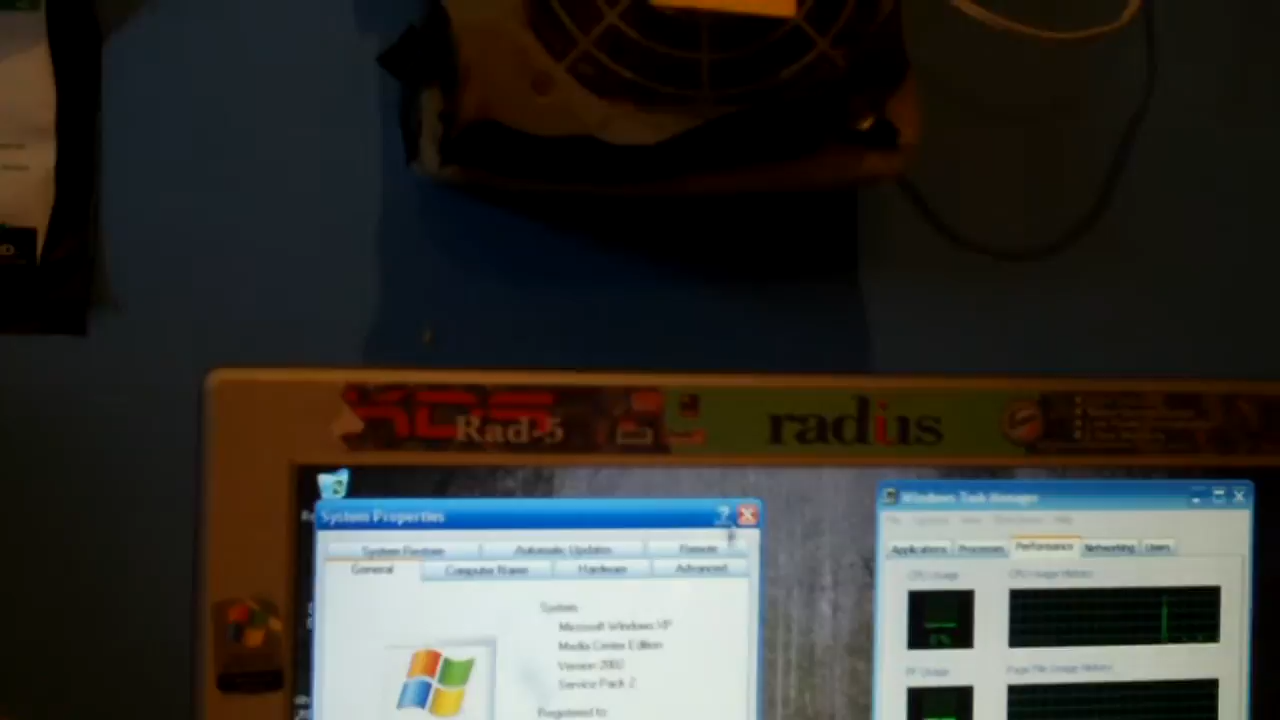 XDS
Rad-5
radius
System Properties
System Restore
Automatic Updates
Remote
General
Computer Name
Hardware
Advanced
System
Microsoft Windows XP
Media Center Edition
Version 2002
Service Pack 2
Registered to
Windows Task Manager
Applications
Processes
Performance
Networking
Users
CPU Usage
CPU Usage History
0%
PF Usage
Page File Usage History